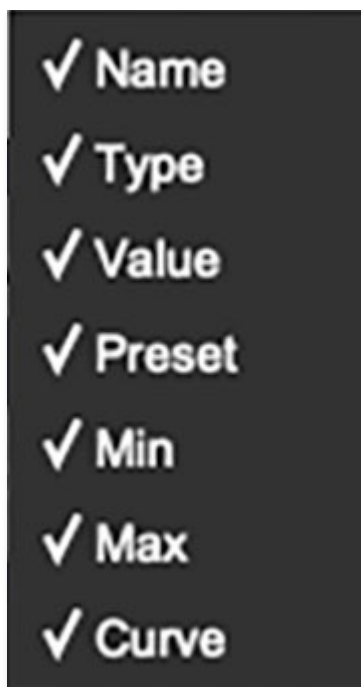 ✓ Name
✓ Type
✓ Value
✓ Preset
✓ Min
✓ Max
✓ Curve